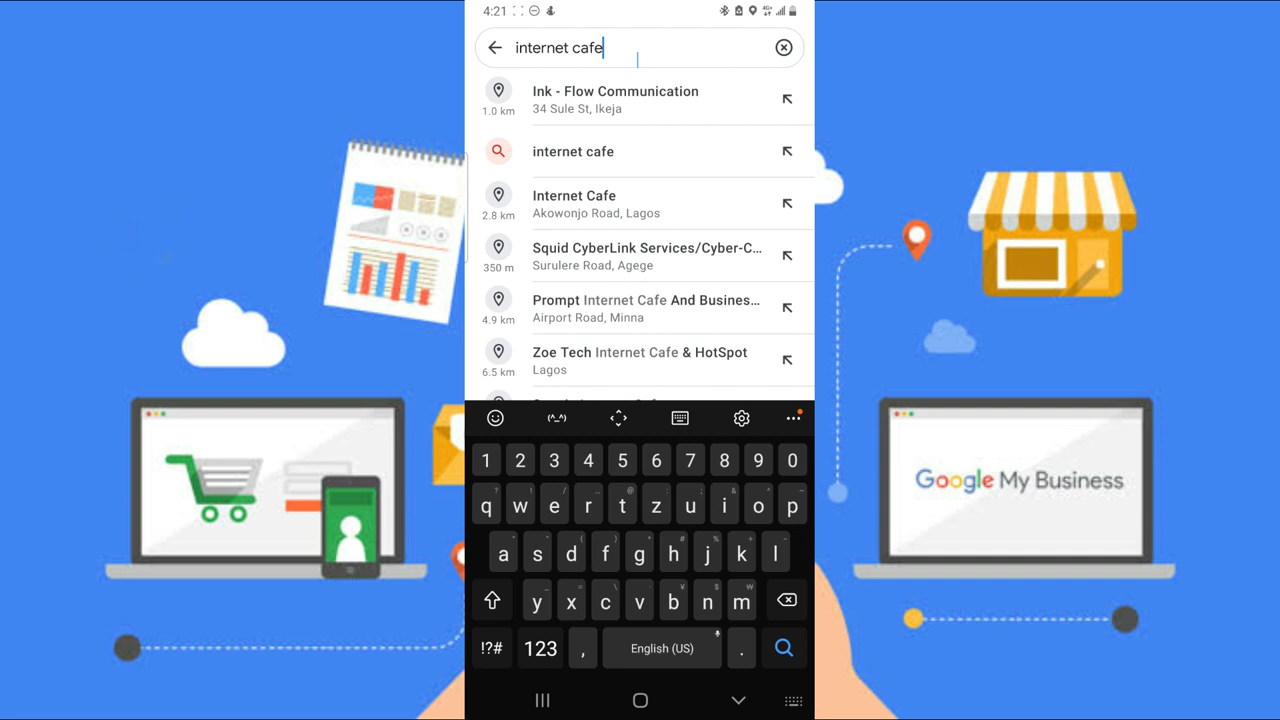 4:21
4G+
internet cafe
Ink - Flow Communication
1.0 km
34 Sule St, Ikeja
internet cafe
Internet Cafe
2.8 km
Akowonjo Road, Lagos
Squid CyberLink Services/Cyber-C...
350 m
Surulere Road, Agege
Prompt Internet Cafe And Busines...
4.9 km
Airport Road, Minna
Zoe Tech Internet Cafe & HotSpot
6.5 km
Lagos
(^_^)
1 2 3 4 5 6 7 8 9 0
q w e r t z u i o p
a s d f g h j k l
y x c v b n m
!?# 123 , English (US) .
Google My Business